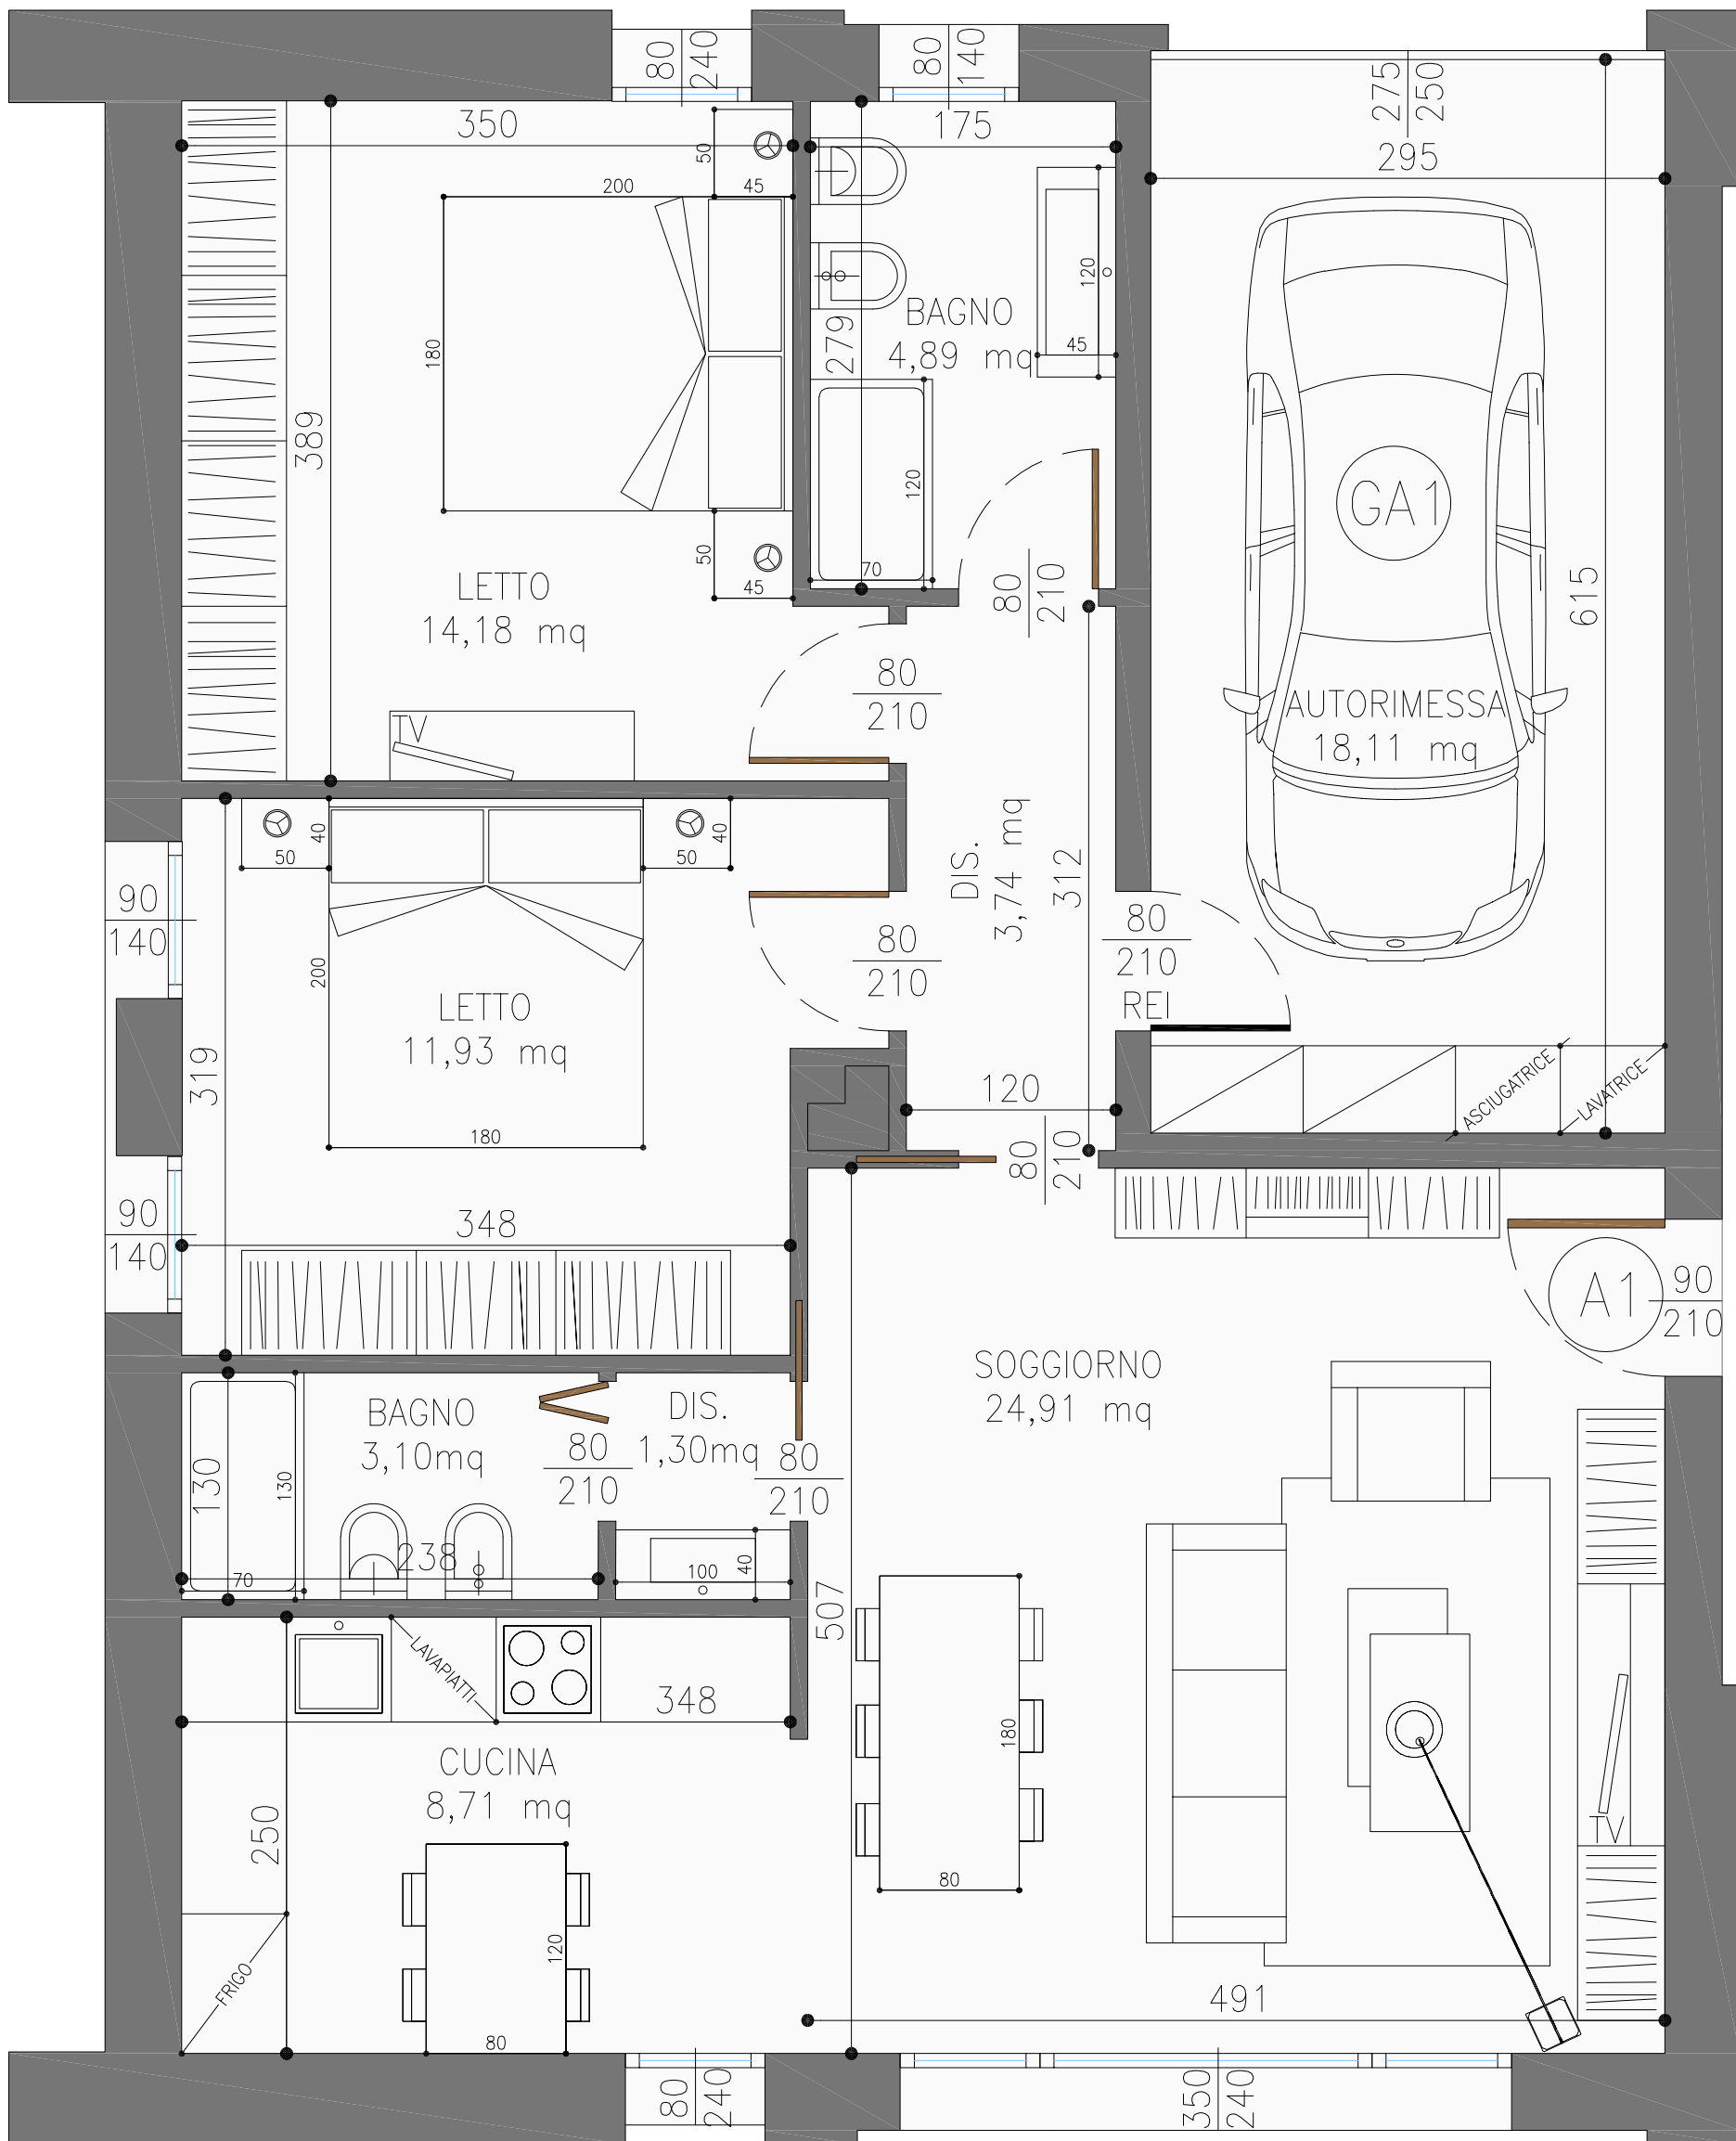 80
240
80
140
275
250
350
175
295
50
200
45
120
279
BAGNO
4,89 mq
45
180
389
GA1
120
50
70
45
LETTO
14,18 mq
80
210
615
80
210
TV
AUTORIMESSA
18,11 mq
40
40
50
50
DIS.
3,74 mq
312
90
140
80
210
80
210
REI
200
LETTO
11,93 mq
319
120
ASCIUGATRICE
LAVATRICE
180
80
210
90
140
348
A1
90
210
SOGGIORNO
24,91 mq
BAGNO
3,10mq
DIS.
1,30mq
80
210
80
210
130
130
238
70
100
40
507
LAVAPIATTI
348
180
CUCINA
8,71 mq
250
TV
80
120
FRIGO
491
80
80
240
350
240